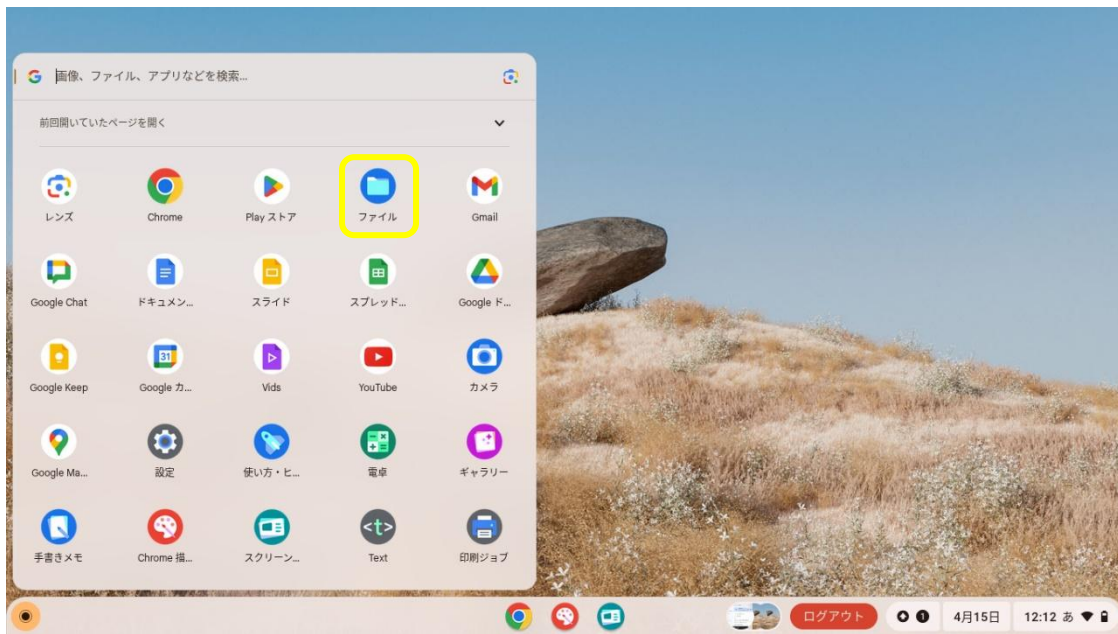 画像、ファイル、アプリなどを検索...
前回開いていたページを開く
レンズ
Chrome
Play ストア
ファイル
Gmail
Google Chat
ドキュメン...
スライド
スプレッド...
Google ド...
Google Keep
31
Google カ...
Vids
YouTube
カメラ
Google Ma...
設定
使い方・ヒ...
電卓
ギャラリー
手書きメモ
Chrome 描...
スクリーン...
<t>
Text
印刷ジョブ
ログアウト
1
4月15日
12:12 あ